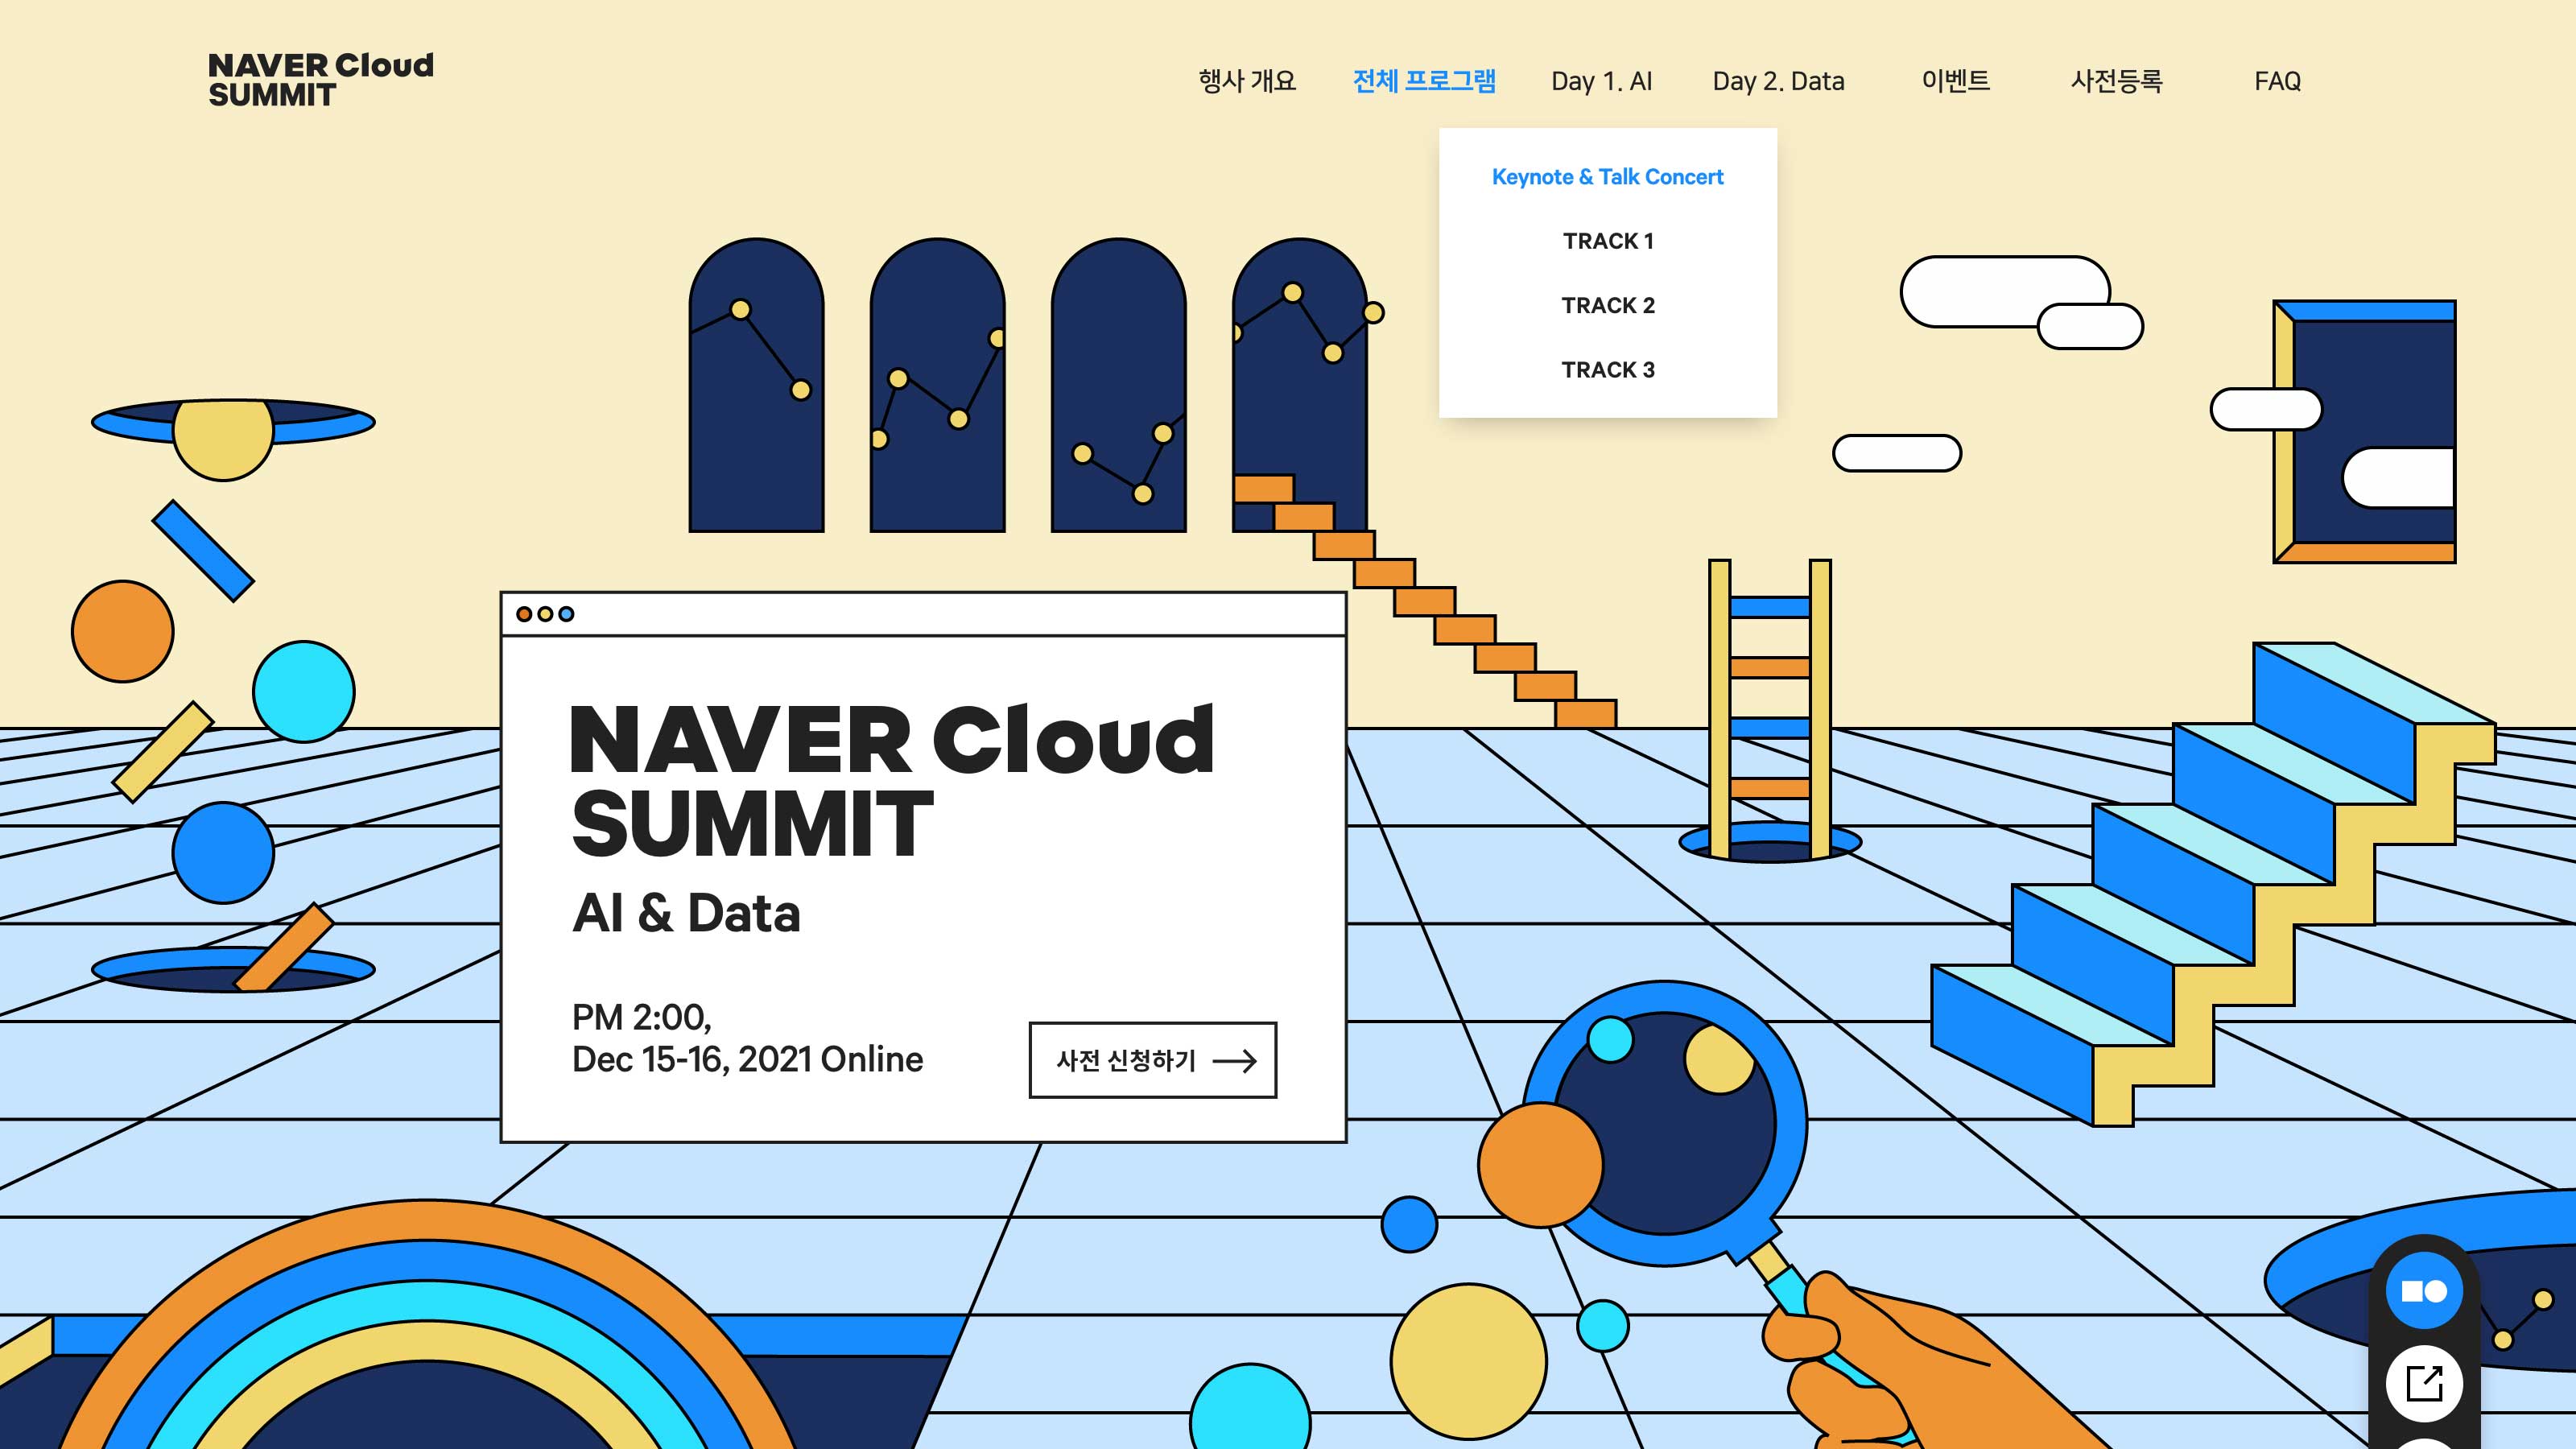 NAVER Cloud
SUMMIT
행사 개요
전체 프로그램
Day 1. AI
Day 2. Data
이벤트
사전등록
FAQ
Keynote & Talk Concert
TRACK 1
TRACK 2
TRACK 3
NAVER Cloud
SUMMIT
AI & Data
PM 2:00,
Dec 15-16, 2021 Online
사전 신청하기